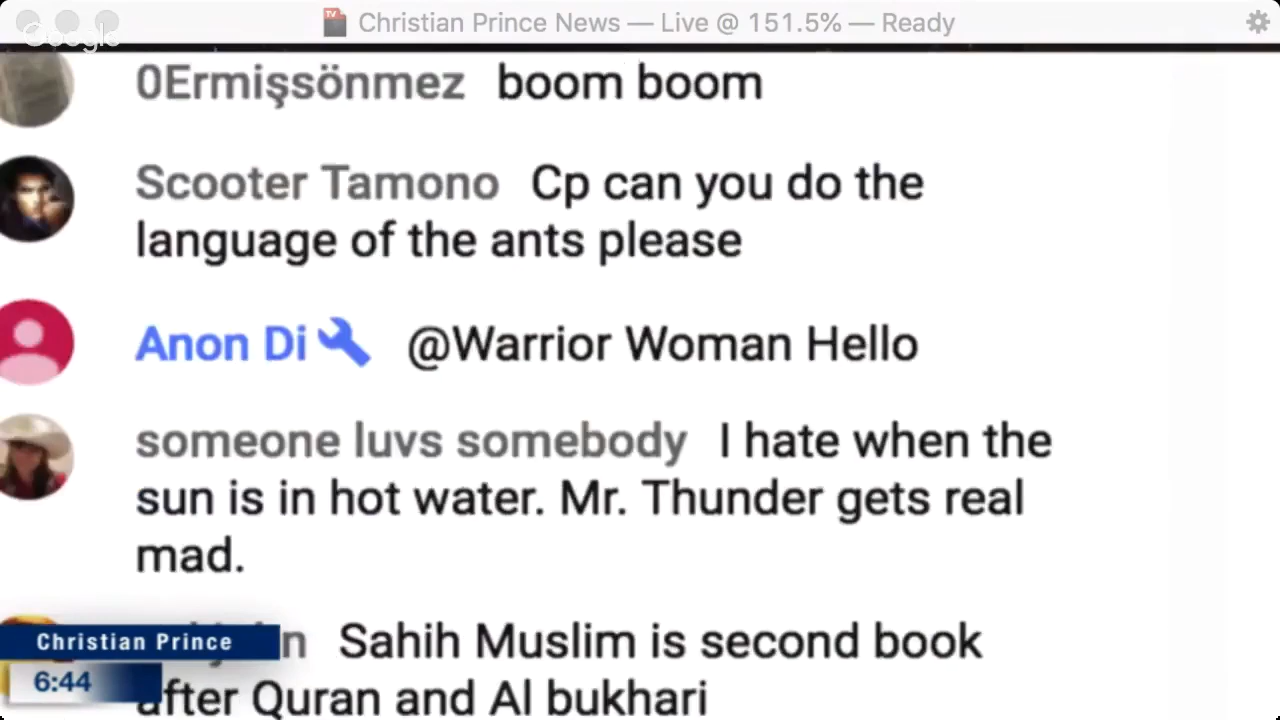 Christian Prince News — Live @ 151.5% — Ready
Google
0Ermişsönmez boom boom
Scooter Tamono Cp can you do the
language of the ants please
Anon Di @Warrior Woman Hello
someone luvs somebody I hate when the
sun is in hot water. Mr. Thunder gets real
mad.
Sahih Muslim is second book
after Quran and Al bukhari
Christian Prince
6:44